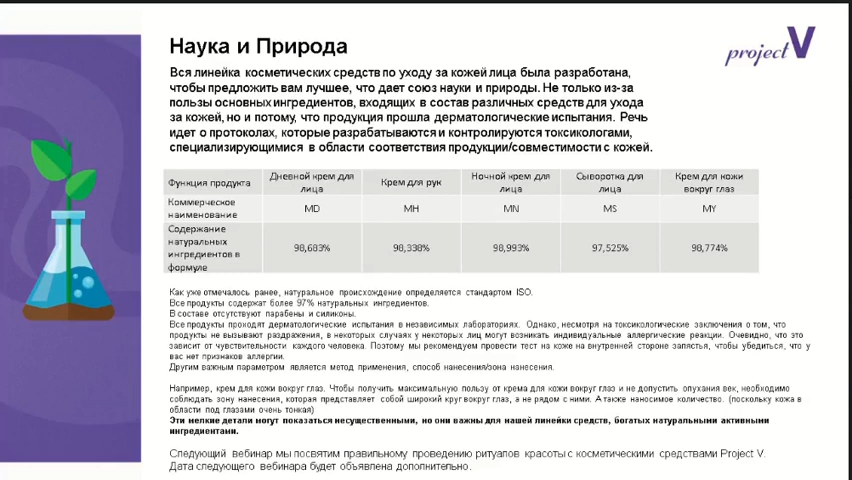 Наука и Природа
project V
Вся линейка косметических средств по уходу за кожей лица была разработана,
чтобы предложить вам лучшее, что дает союз науки и природы. Не только из-за
пользы основных ингредиентов, входящих в состав различных средств для ухода
за кожей, но и потому, что продукция прошла дерматологические испытания. Речь
идет о протоколах, которые разрабатываются и контролируются токсикологами,
специализирующимися в области соответствия продукции/совместимости с кожей.
Функция продукта Дневной крем для лица Крем для рук Ночной крем для лица Сыворотка для лица Крем для кожи вокруг глаз
Коммерческое наименование MD MH MN MS MY
Содержание натуральных ингредиентов в формуле 98,683% 98,338% 98,993% 97,525% 98,774%
Как уже отмечалось ранее, натуральное происхождение определяется стандартом ISO.
Все продукты содержат более 97% натуральных ингредиентов.
В составе отсутствуют парабены и силиконы.
Все продукты проходят дерматологические испытания в независимых лабораториях. Однако, несмотря на токсикологические заключения о том, что
продукты не вызывают раздражения, в некоторых случаях у некоторых лиц могут возникать индивидуальные аллергические реакции. Очевидно, что это
зависит от чувствительности каждого человека. Поэтому мы рекомендуем провести тест на коже на внутренней стороне запястья, чтобы убедиться, что у
вас нет признаков аллергии.
Другим важным параметром является метод применения, способ нанесения/зона нанесения.
Например, крем для кожи вокруг глаз. Чтобы получить максимальную пользу от крема для кожи вокруг глаз и не допустить опухания век, необходимо
соблюдать зону нанесения, которая представляет собой широкий круг вокруг глаз, а не рядом с ними. А также наносимое количество. (поскольку кожа в
области под глазами очень тонкая)
Эти мелкие детали могут показаться несущественными, но они важны для нашей линейки средств, богатых натуральными активными
ингредиентами.
Следующий вебинар мы посвятим правильному проведению ритуалов красоты с косметическими средствами Project V.
Дата следующего вебинара будет объявлена дополнительно.